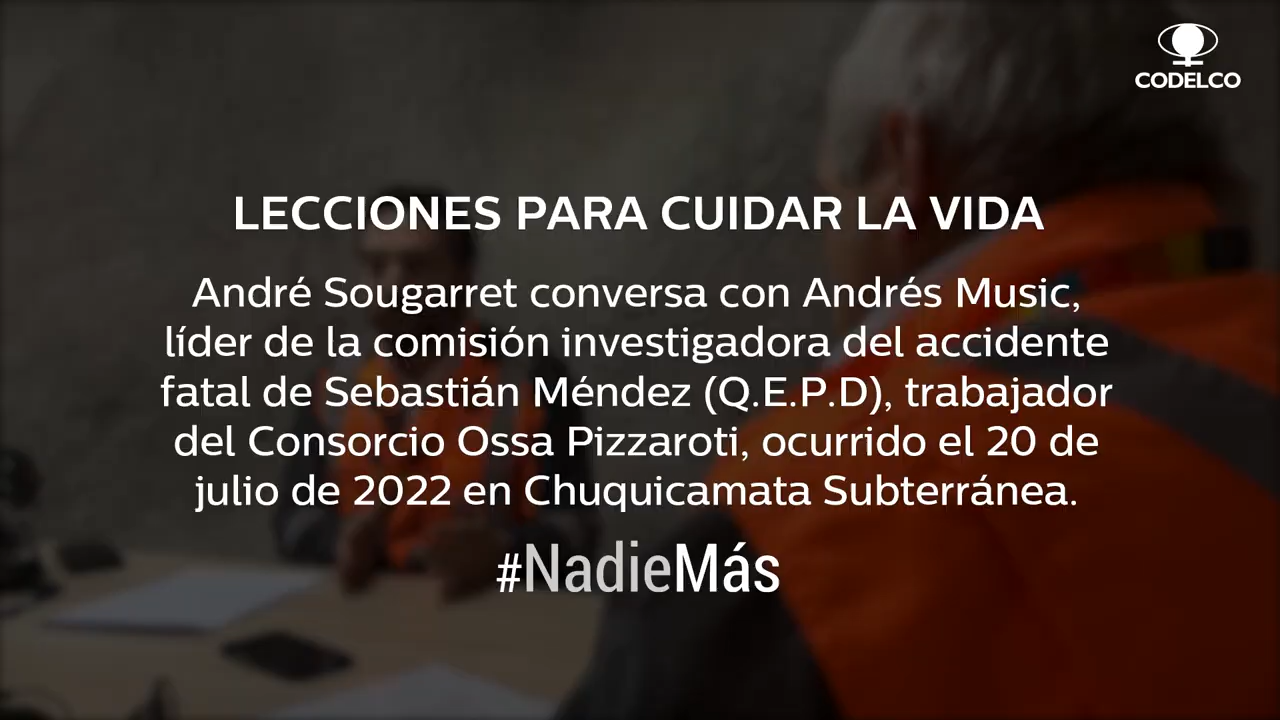 CODELCO
LECCIONES PARA CUIDAR LA VIDA
André Sougarret conversa con Andrés Music,
líder de la comisión investigadora del accidente
fatal de Sebastián Méndez (Q.E.P.D), trabajador
del Consorcio Ossa Pizzaroti, ocurrido el 20 de
julio de 2022 en Chuquicamata Subterránea.
#NadieMás